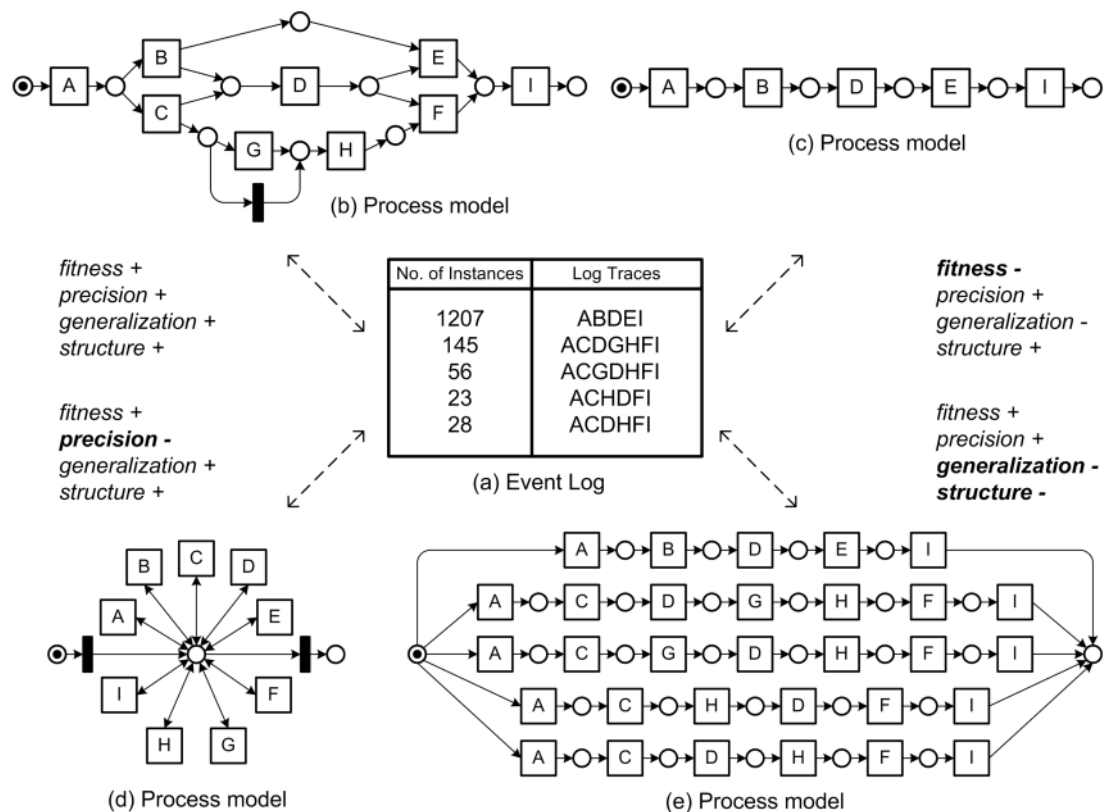 B
E
A
D
I
C
F
G
H
(b) Process model
A
B
D
E
I
(c) Process model
fitness +
precision +
generalization +
structure +
No. of Instances
Log Traces
1207
ABDEI
145
ACDGHFI
56
ACGDHFI
23
ACHDFI
28
ACDHFI
(a) Event Log
fitness -
precision +
generalization -
structure +
fitness +
precision -
generalization +
structure +
fitness +
precision +
generalization -
structure -
C
B
D
A
E
I
F
H
G
(d) Process model
A B D E I
A C D G H F I
A C G D H F I
A C H D F I
A C D H F I
(e) Process model